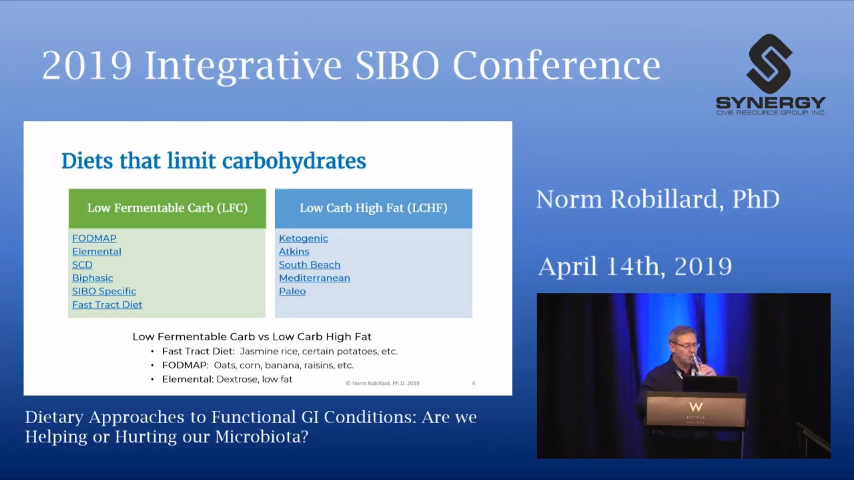 2019 Integrative SIBO Conference
SYNERGY
CME RESOURCE GROUP, INC.
Diets that limit carbohydrates
Low Fermentable Carb (LFC)
FODMAP
Elemental
SCD
Biphasic
SIBO Specific
Fast Tract Diet
Low Carb High Fat (LCHF)
Ketogenic
Atkins
South Beach
Mediterranean
Paleo
Low Fermentable Carb vs Low Carb High Fat
• Fast Tract Diet: Jasmine rice, certain potatoes, etc.
• FODMAP: Oats, corn, banana, raisins, etc.
• Elemental: Dextrose, low fat
© Norm Robillard, Ph.D. 2019
4
Norm Robillard, PhD
April 14th, 2019
W
HOTELS
Dietary Approaches to Functional GI Conditions: Are we
Helping or Hurting our Microbiota?